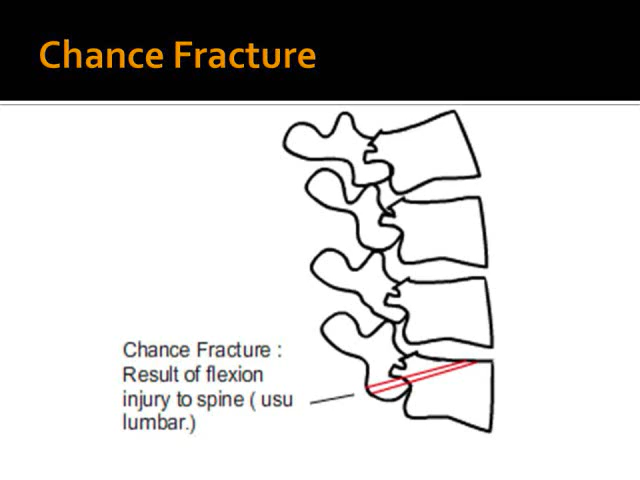 Chance Fracture
Chance Fracture :
Result of flexion
injury to spine ( usu
lumbar.)